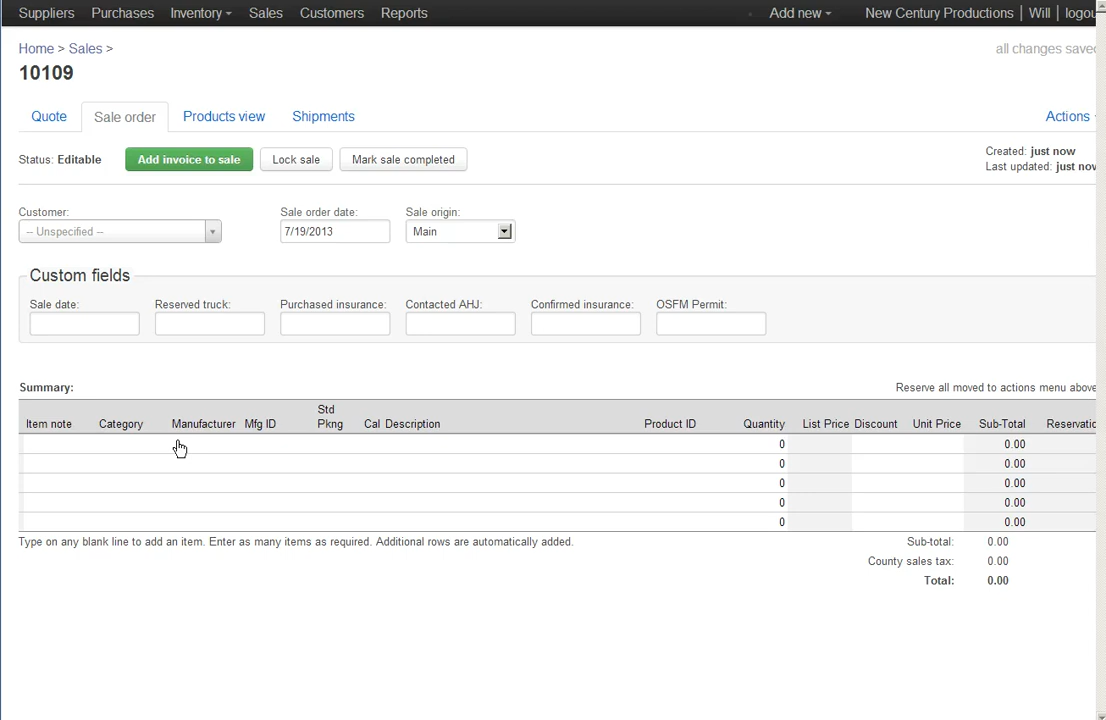 Suppliers Purchases Inventory Sales Customers Reports Add new New Century Productions | Will | logou
Home > Sales >
all changes saved
10109
Quote Sale order Products view Shipments Actions
Status: Editable Add invoice to sale Lock sale Mark sale completed
Created: just now
Last updated: just now
Customer: Sale order date: Sale origin:
-- Unspecified -- 7/19/2013 Main
Custom fields
Sale date: Reserved truck: Purchased insurance: Contacted AHJ: Confirmed insurance: OSFM Permit:
Summary: Reserve all moved to actions menu above
Item note Category Manufacturer Mfg ID Std Pkng Cal Description Product ID Quantity List Price Discount Unit Price Sub-Total Reservatio
0 0.00
0 0.00
0 0.00
0 0.00
0 0.00
Type on any blank line to add an item. Enter as many items as required. Additional rows are automatically added.
Sub-total: 0.00
County sales tax: 0.00
Total: 0.00